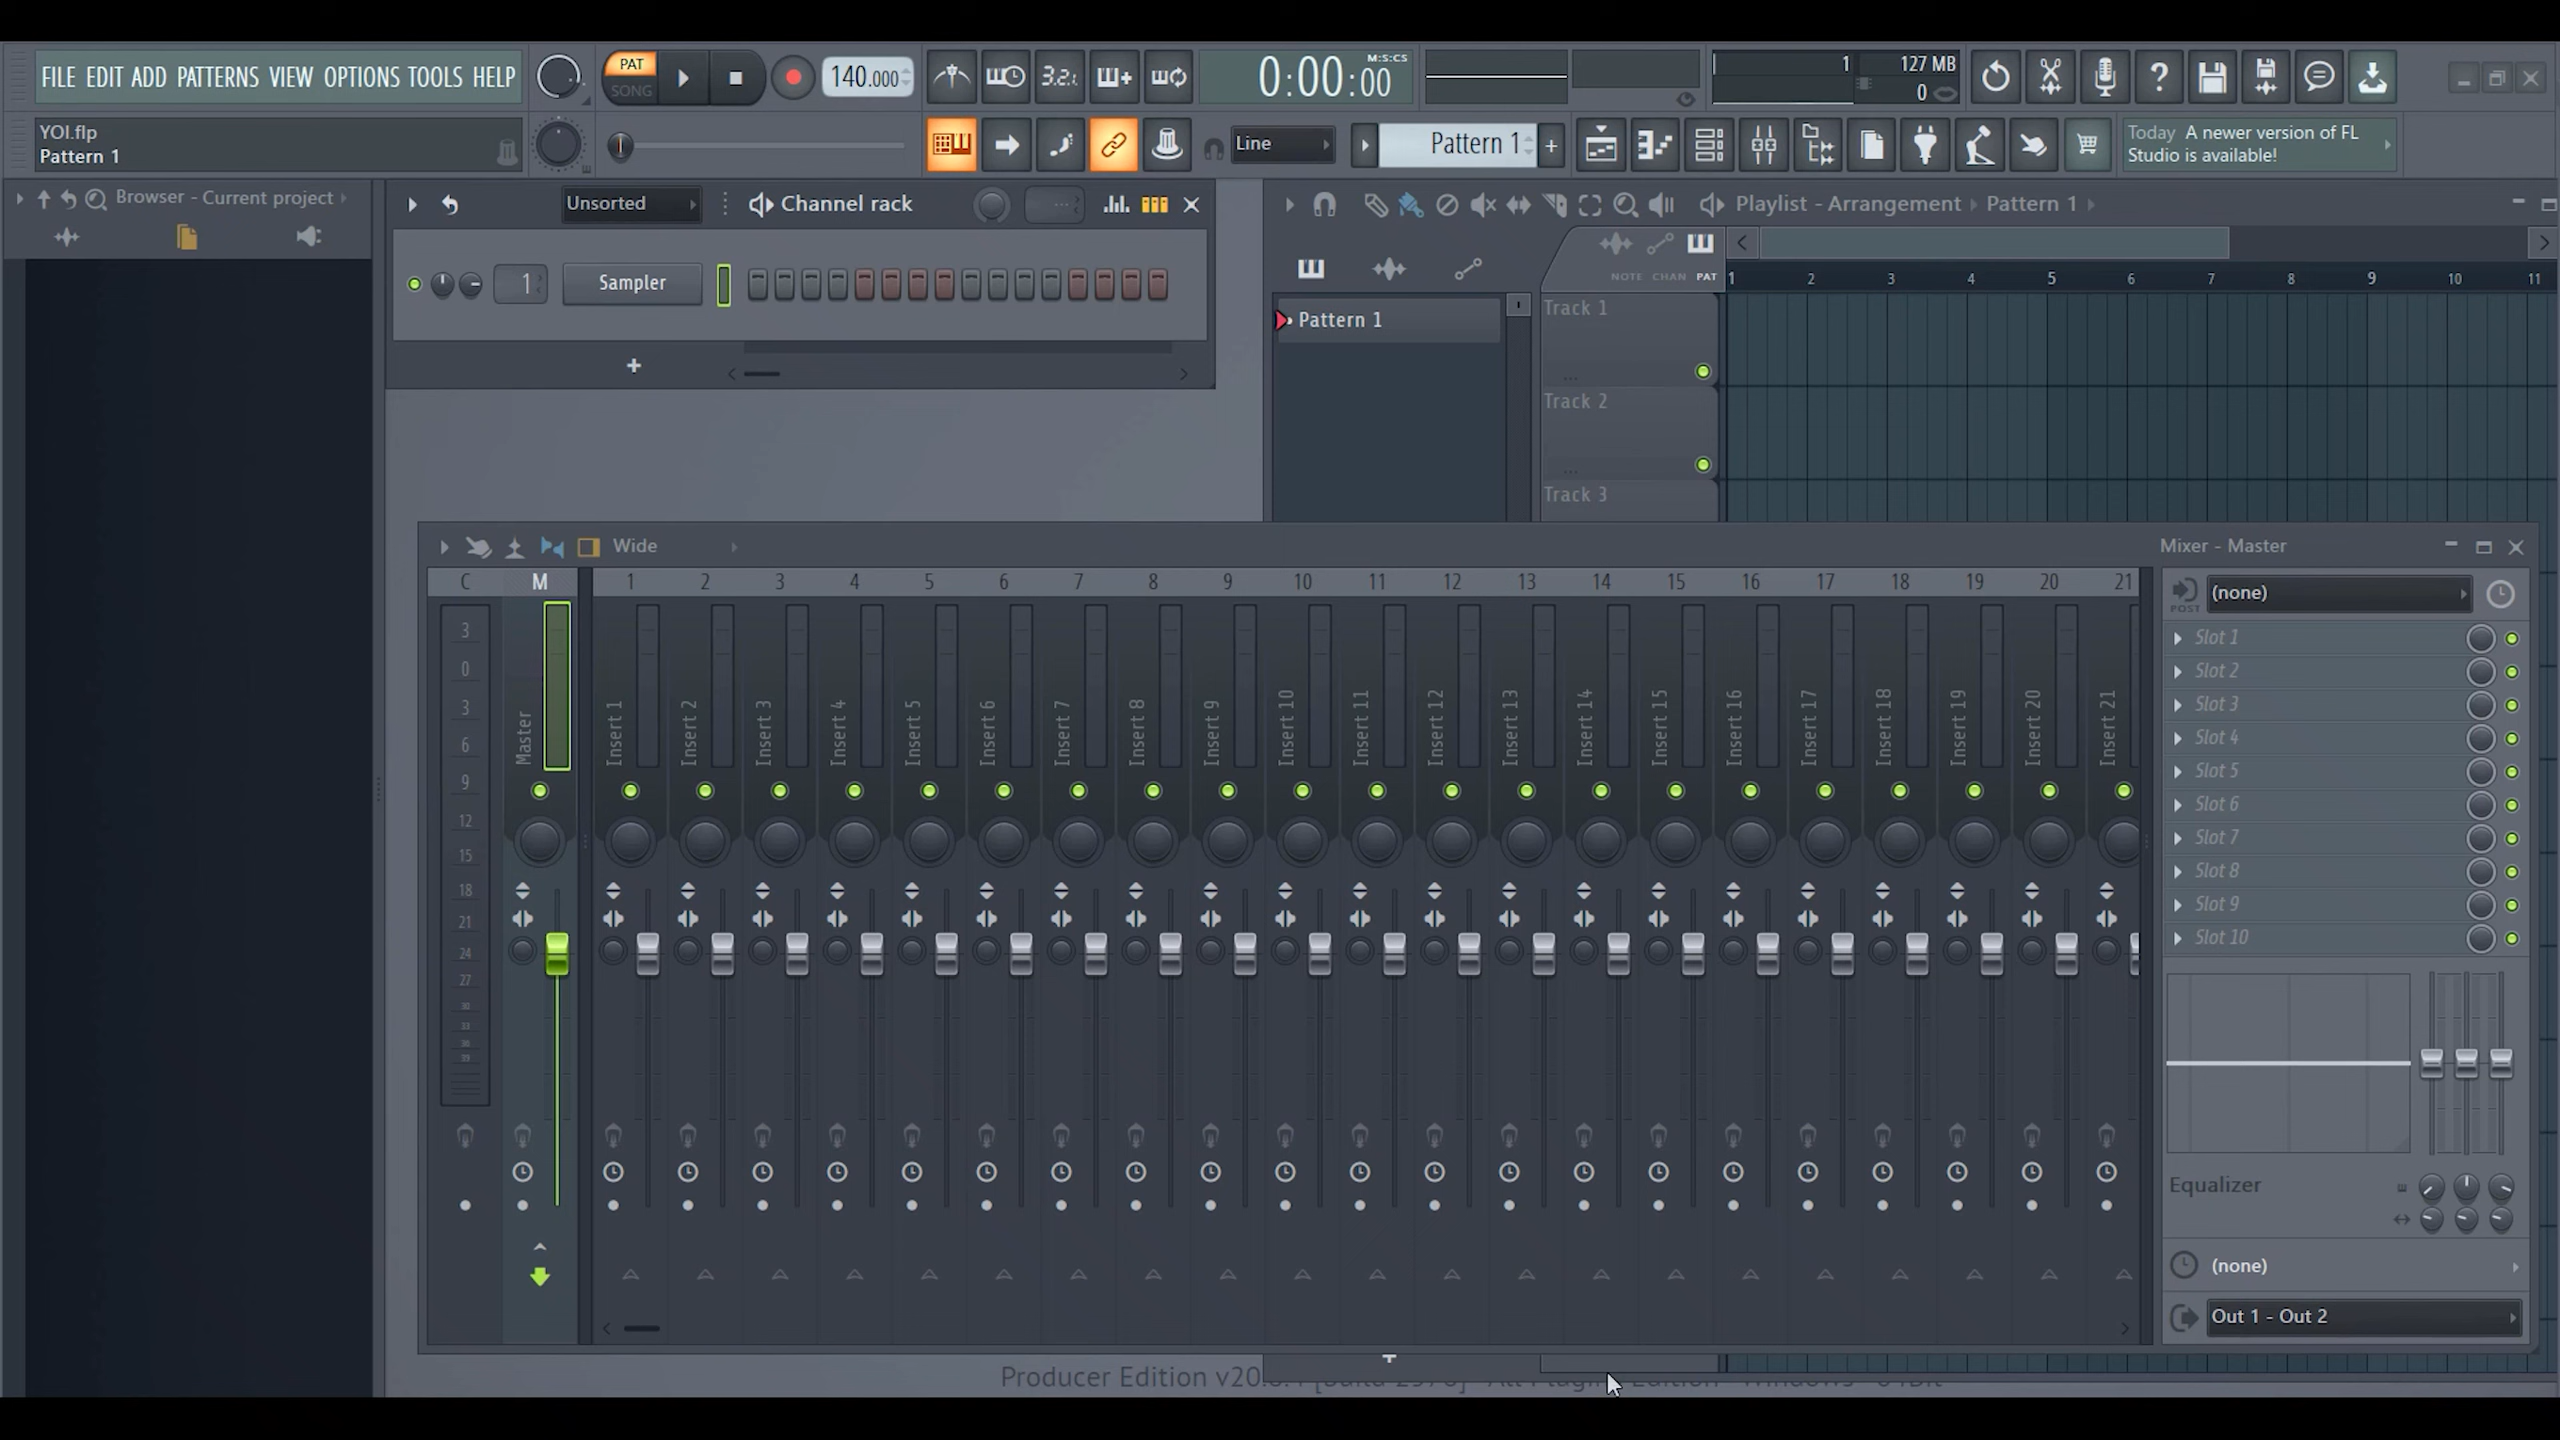 FILE EDIT ADD PATTERNS VIEW OPTIONS TOOLS HELP
PAT
SONG
140.000
3.2.
0:00:00
M:S:CS
1
127 MB
0
YOI.flp
Pattern 1
Line
Pattern 1
+
Today A newer version of FL
Studio is available!
Browser - Current project
Unsorted
Channel rack
Playlist - Arrangement › Pattern 1
NOTE CHAN PAT
1 2 3 4 5 6 7 8 9 10 11
1
Sampler
+
Pattern 1
Track 1
Track 2
Track 3
Wide
Mixer - Master
C M 1 2 3 4 5 6 7 8 9 10 11 12 13 14 15 16 17 18 19 20 21
3
0
3
6
9
12
15
18
21
24
27
30
33
36
39
Master
Insert 1
Insert 2
Insert 3
Insert 4
Insert 5
Insert 6
Insert 7
Insert 8
Insert 9
Insert 10
Insert 11
Insert 12
Insert 13
Insert 14
Insert 15
Insert 16
Insert 17
Insert 18
Insert 19
Insert 20
Insert 21
POST
(none)
Slot 1
Slot 2
Slot 3
Slot 4
Slot 5
Slot 6
Slot 7
Slot 8
Slot 9
Slot 10
Equalizer
(none)
Out 1 - Out 2
+
Producer Edition